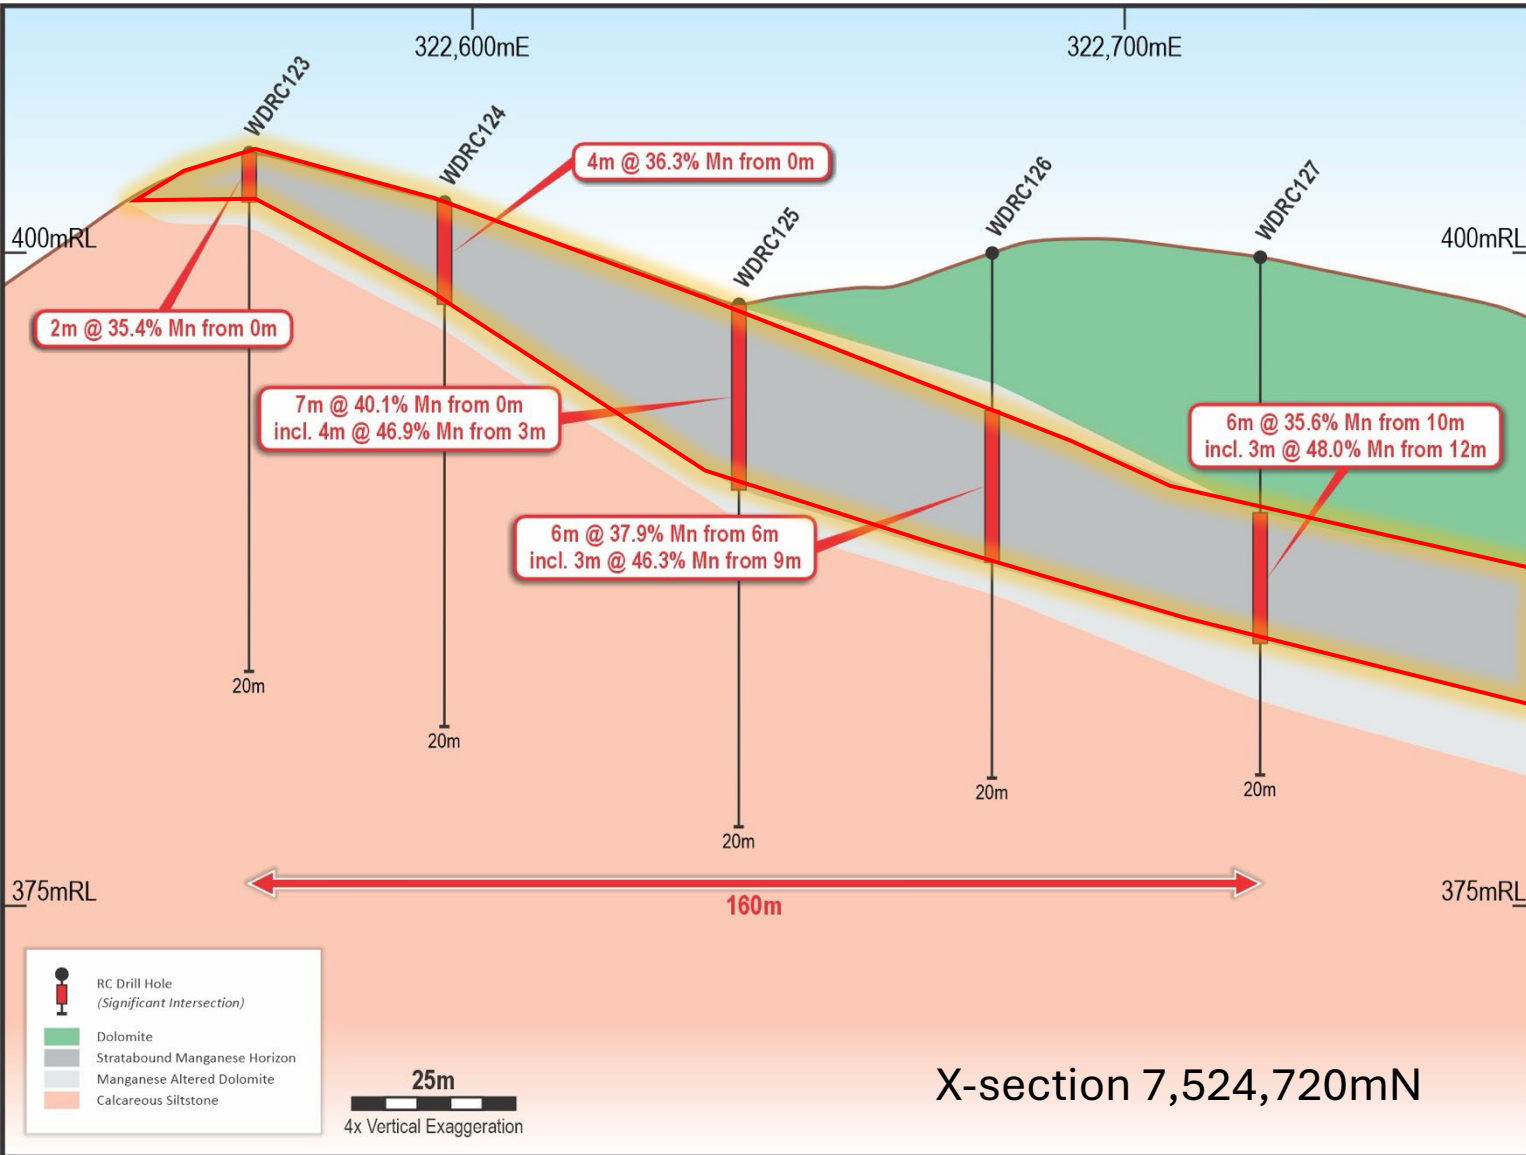 322,600mE
322,700mE
WDRC123
WDRC124
WDRC125
WDRC126
WDRC127
4m @ 36.3% Mn from 0m
400mRL
400mRL
2m @ 35.4% Mn from 0m
7m @ 40.1% Mn from 0m
incl. 4m @ 46.9% Mn from 3m
6m @ 35.6% Mn from 10m
incl. 3m @ 48.0% Mn from 12m
6m @ 37.9% Mn from 6m
incl. 3m @ 46.3% Mn from 9m
20m
20m
20m
20m
20m
375mRL
375mRL
160m
RC Drill Hole
(Significant Intersection)
Dolomite
Stratabound Manganese Horizon
Manganese Altered Dolomite
Calcareous Siltstone
25m
4x Vertical Exaggeration
X-section 7,524,720mN